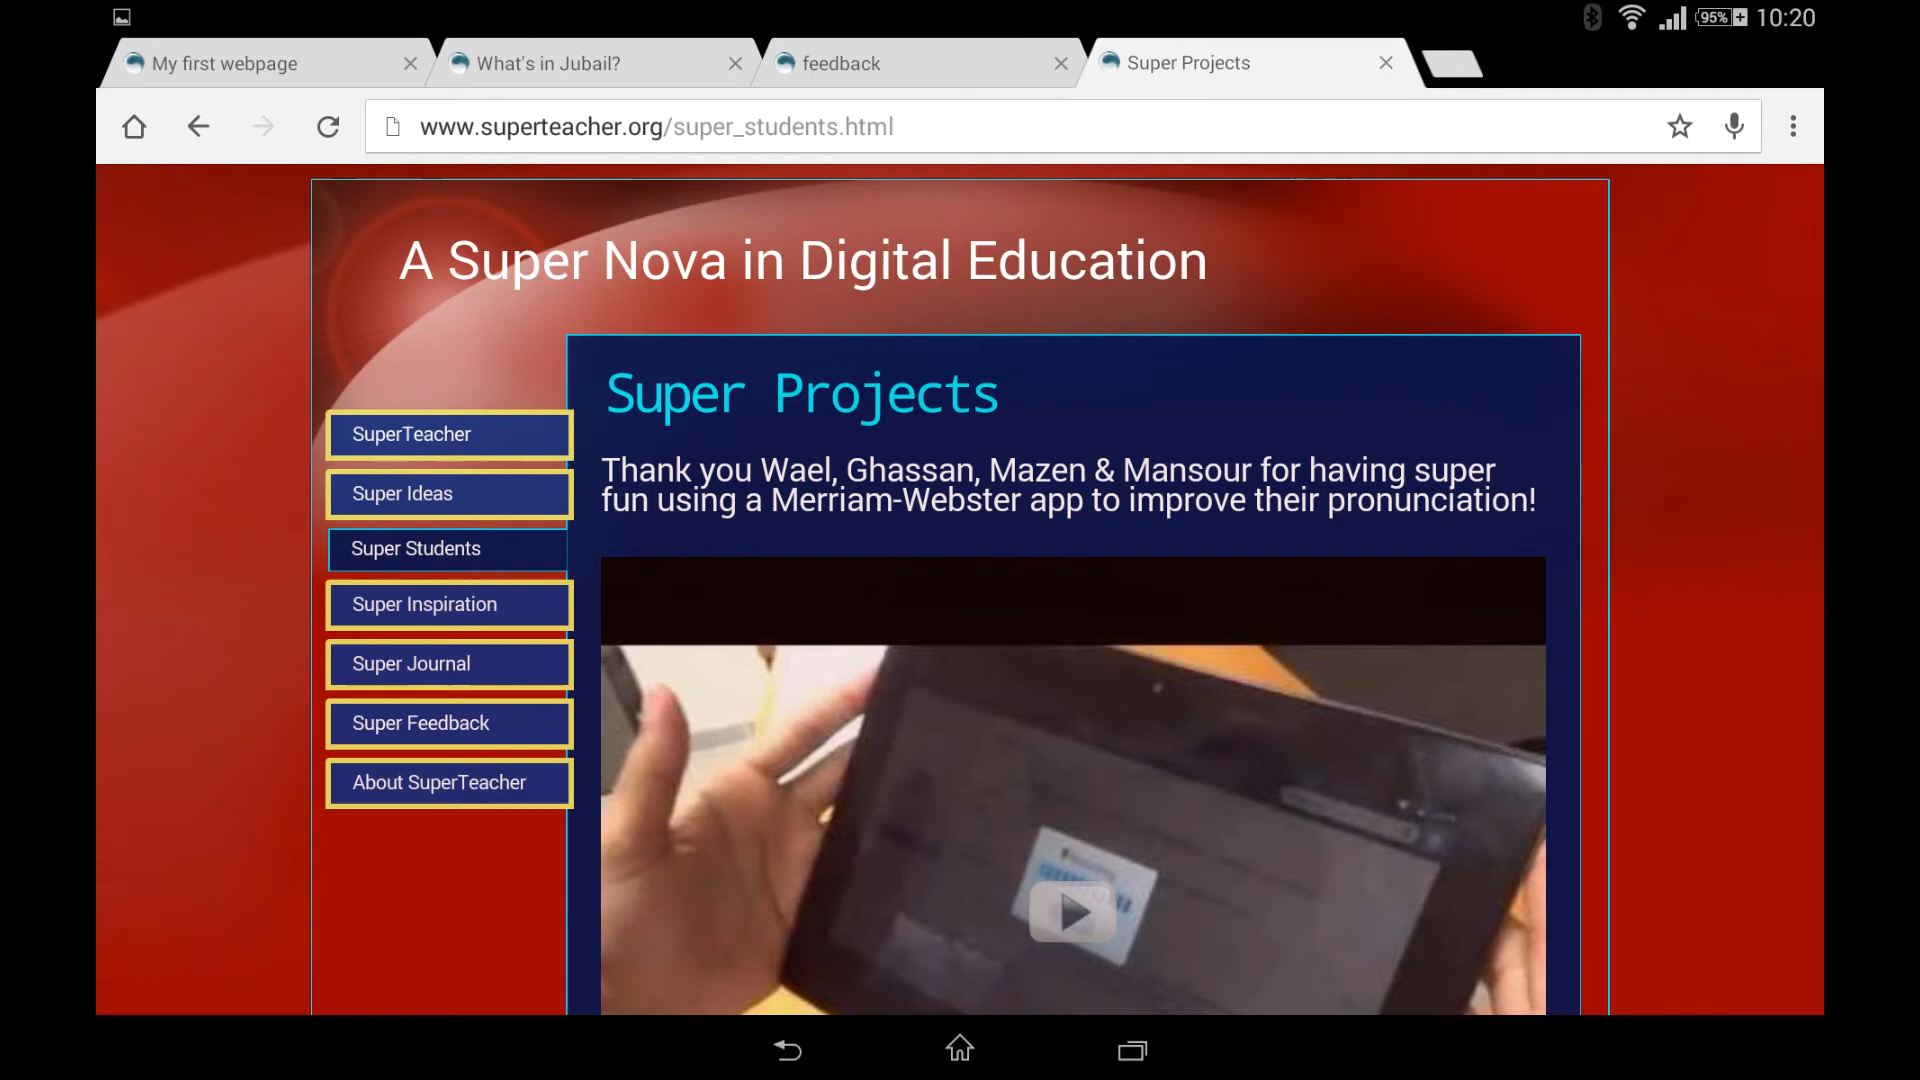 95% 10:20
My first webpage
What's in Jubail?
feedback
Super Projects
www.superteacher.org/super_students.html
A Super Nova in Digital Education
Super Projects
Thank you Wael, Ghassan, Mazen & Mansour for having super
fun using a Merriam-Webster app to improve their pronunciation!
SuperTeacher
Super Ideas
Super Students
Super Inspiration
Super Journal
Super Feedback
About SuperTeacher